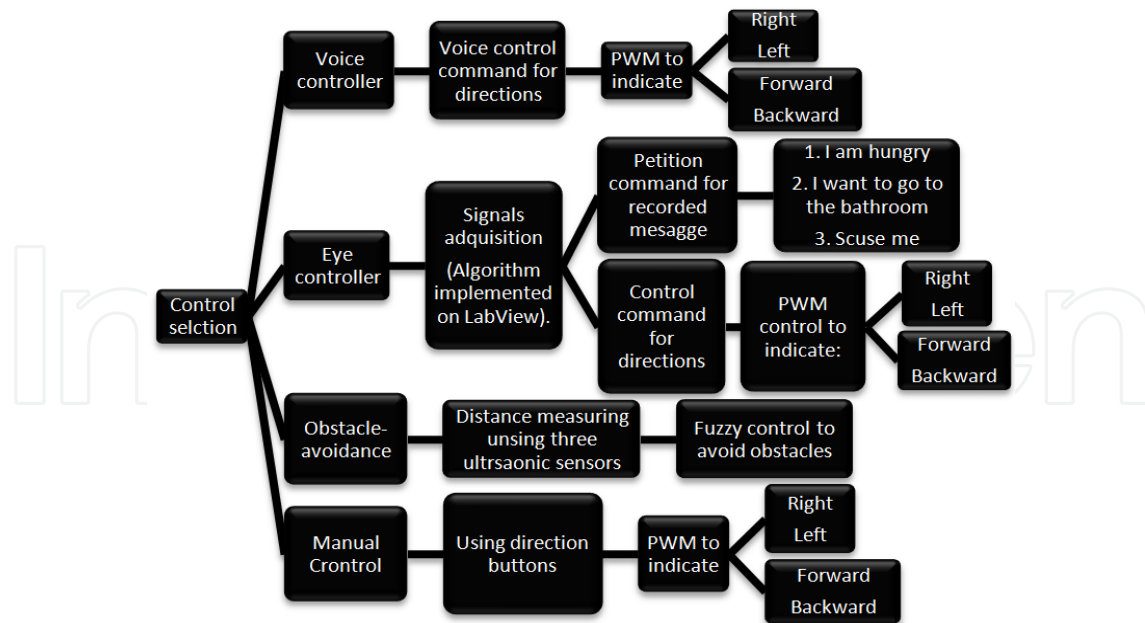 Control
selction
Voice
controller
Voice control
command for
directions
PWM to
indicate
Right
Left
Forward
Backward
Eye
controller
Signals
adquisition
(Algorithm
implemented
on LabView).
Petition
command for
recorded
mesagge
1. I am hungry
2. I want to go to
the bathroom
3. Scuse me
Control
command
for
directions
PWM
control to
indicate:
Right
Left
Forward
Backward
Obstacle-
avoidance
Distance measuring
unsing three
ultrsaonic sensors
Fuzzy control to
avoid obstacles
Manual
Crontrol
Using direction
buttons
PWM to
indicate
Right
Left
Forward
Backward